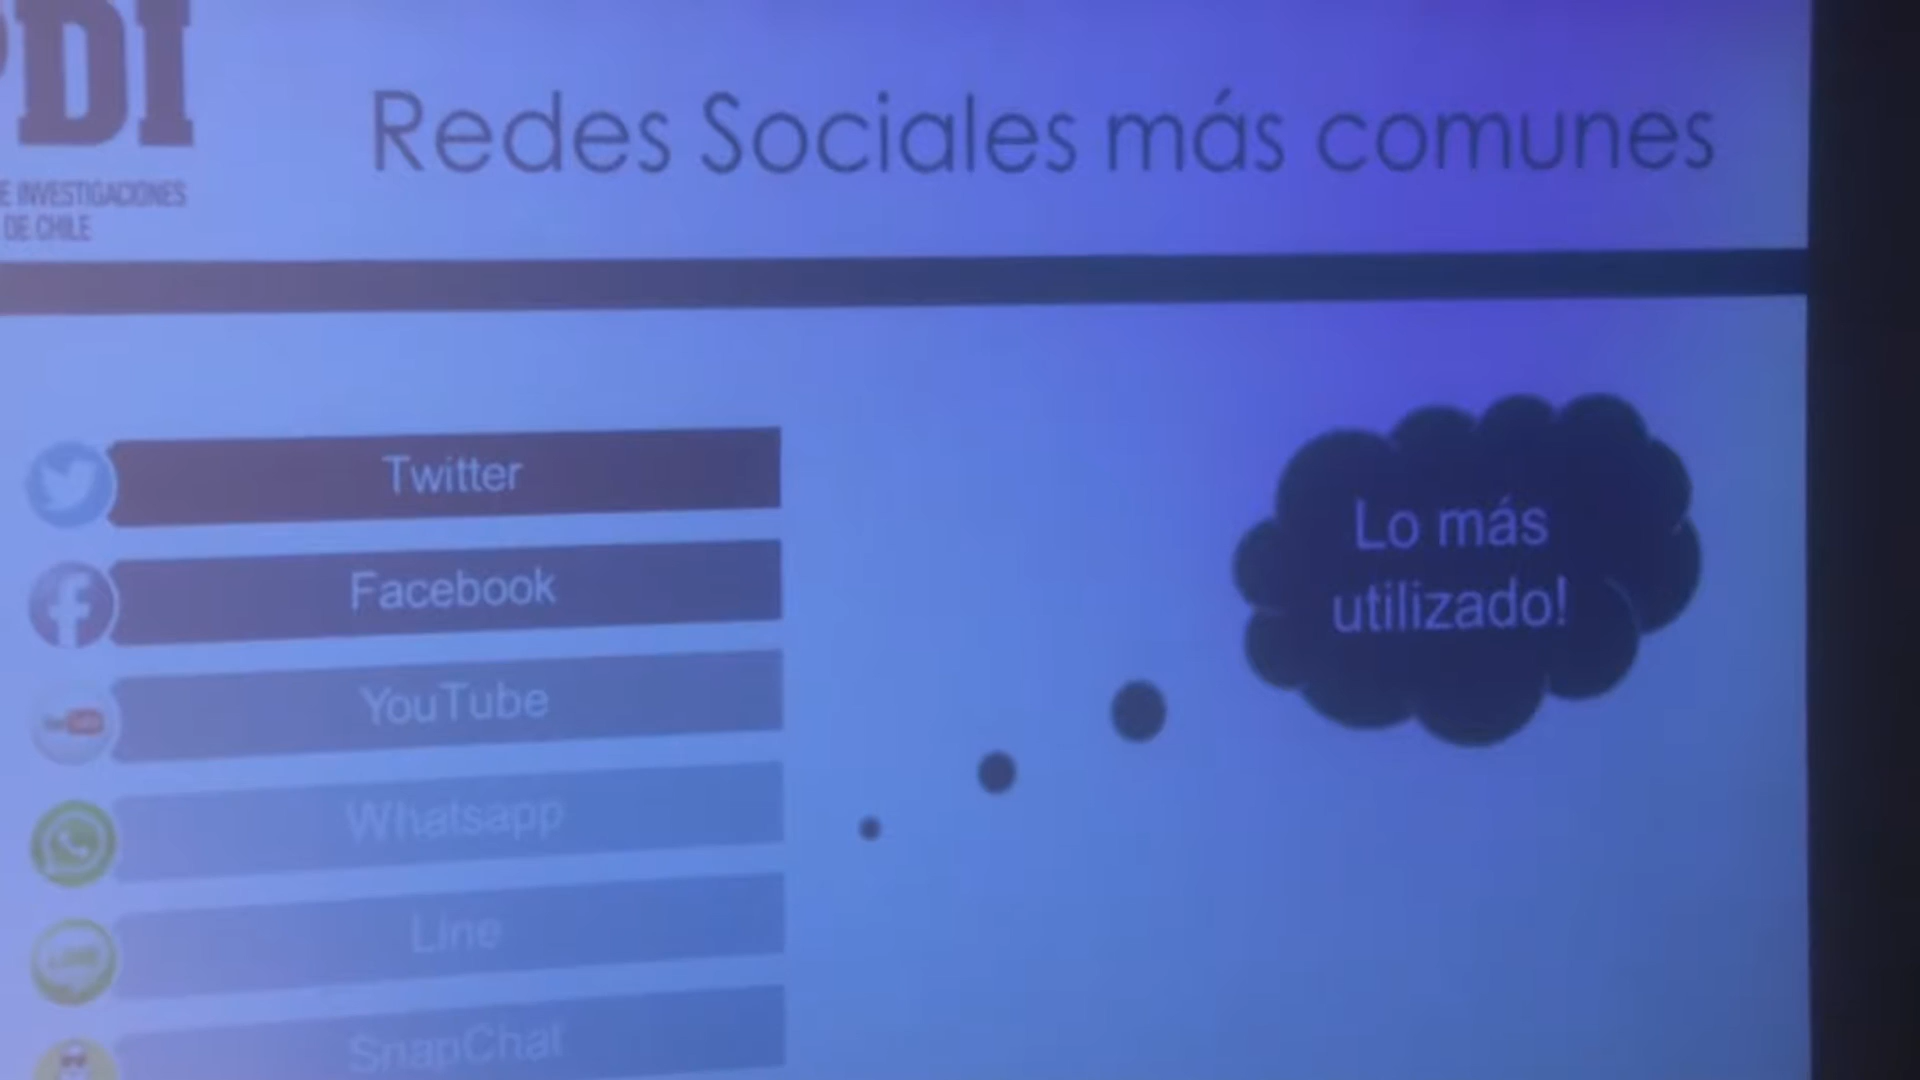 PDI
E INVESTIGACIONES
DE CHILE
Redes Sociales más comunes
Twitter
Facebook
YouTube
Whatsapp
Line
SnapChat
Lo más
utilizado!